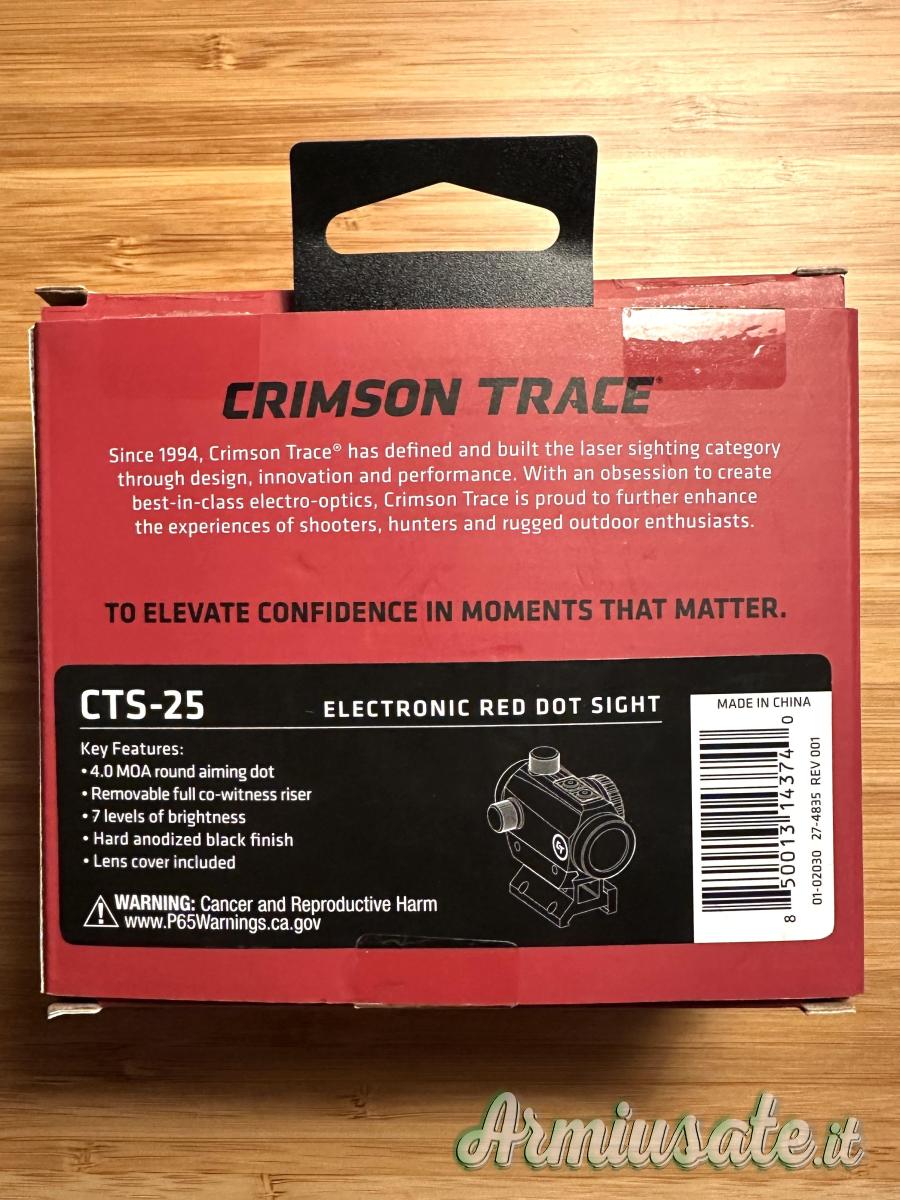 CRIMSON TRACE®
Since 1994, Crimson Trace® has defined and built the laser sighting category
through design, innovation and performance. With an obsession to create
best-in-class electro-optics, Crimson Trace is proud to further enhance
the experiences of shooters, hunters and rugged outdoor enthusiasts.
TO ELEVATE CONFIDENCE IN MOMENTS THAT MATTER.
CTS-25
ELECTRONIC RED DOT SIGHT
Key Features:
• 4.0 MOA round aiming dot
• Removable full co-witness riser
• 7 levels of brightness
• Hard anodized black finish
• Lens cover included
WARNING: Cancer and Reproductive Harm
www.P65Warnings.ca.gov
CT
MADE IN CHINA
8 50013 14374 0
01-02030 27-4835 REV 001
Armiusate.it